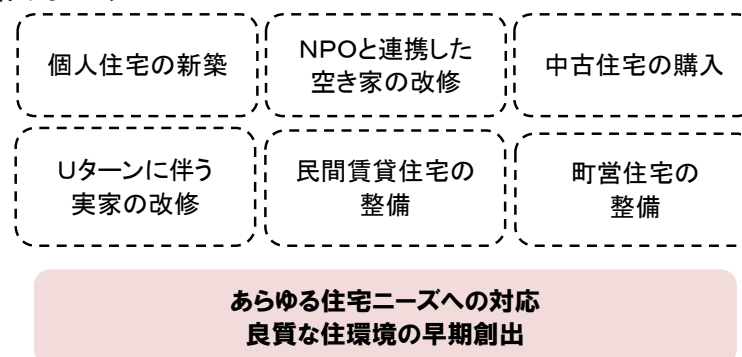 個人住宅の新築
NPOと連携した
空き家の改修
中古住宅の購入
Uターンに伴う
実家の改修
民間賃貸住宅の
整備
町営住宅の
整備
あらゆる住宅ニーズへの対応
良質な住環境の早期創出